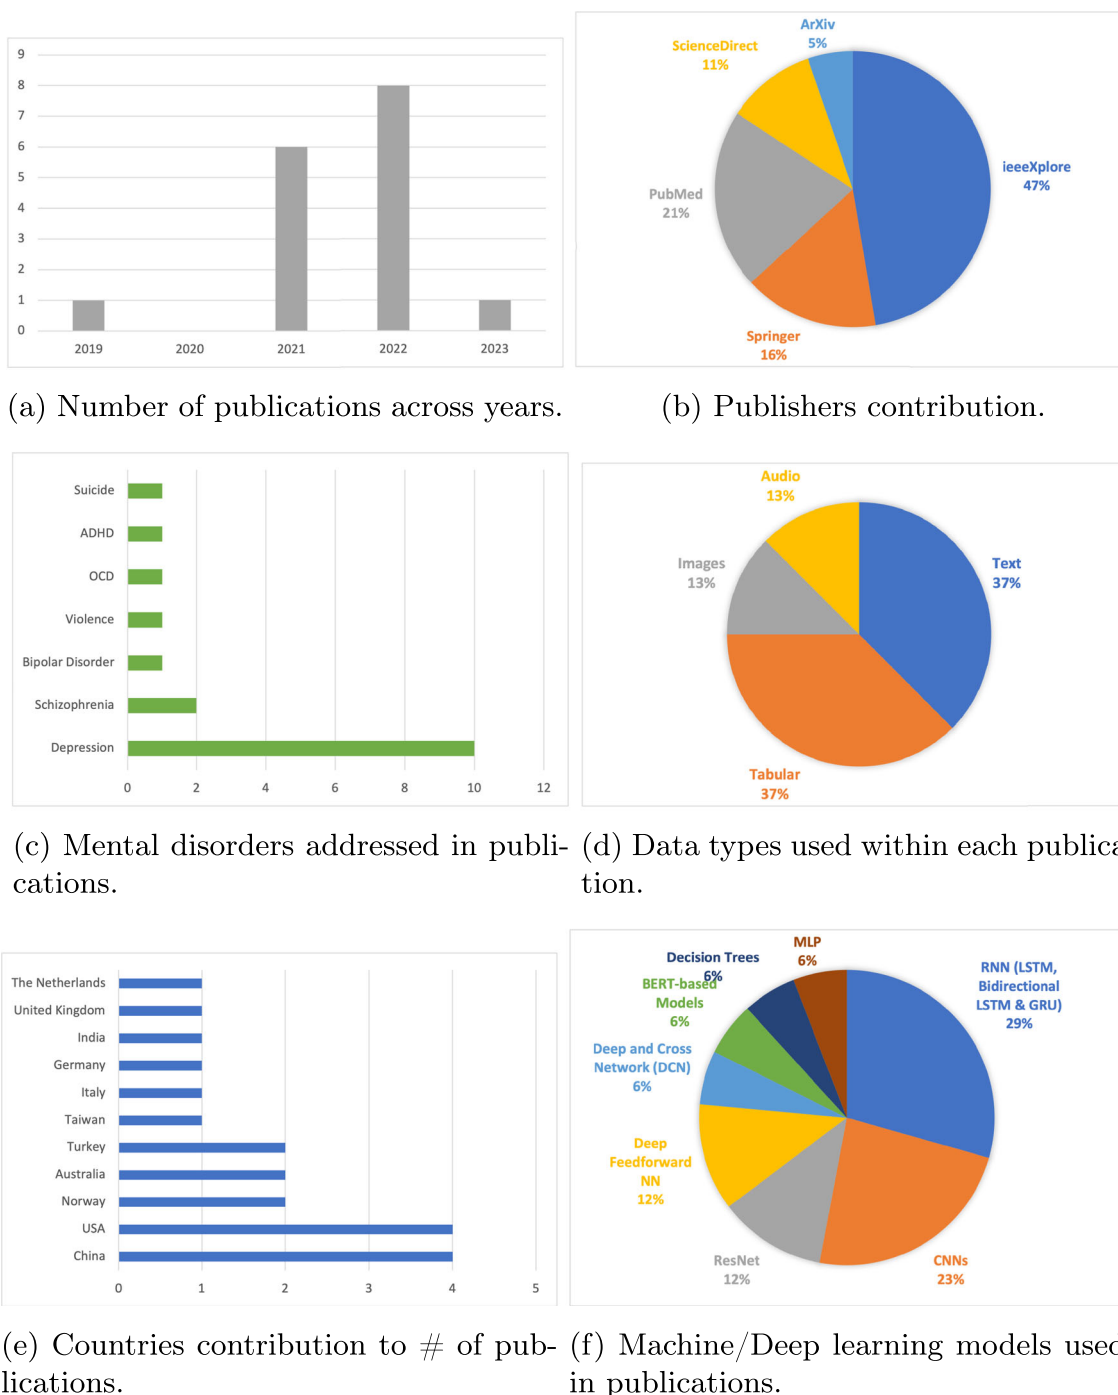 9
8
7
6
5
4
3
2
1
0
2019 2020 2021 2022 2023
(a) Number of publications across years.
ArXiv
5%
ScienceDirect
11%
ieeeXplore
47%
PubMed
21%
Springer
16%
(b) Publishers contribution.
Suicide
ADHD
OCD
Violence
Bipolar Disorder
Schizophrenia
Depression
0 2 4 6 8 10 12
(c) Mental disorders addressed in publi-
cations.
Audio
13%
Images
13%
Text
37%
Tabular
37%
(d) Data types used within each publica
tion.
The Netherlands
United Kingdom
India
Germany
Italy
Taiwan
Turkey
Australia
Norway
USA
China
0 1 2 3 4 5
(e) Countries contribution to # of pub-
lications.
MLP
6%
Decision Trees
6%
BERT-based
Models
6%
RNN (LSTM,
Bidirectional
LSTM & GRU)
29%
Deep and Cross
Network (DCN)
6%
Deep
Feedforward
NN
12%
ResNet
12%
CNNs
23%
(f) Machine/Deep learning models used
in publications.